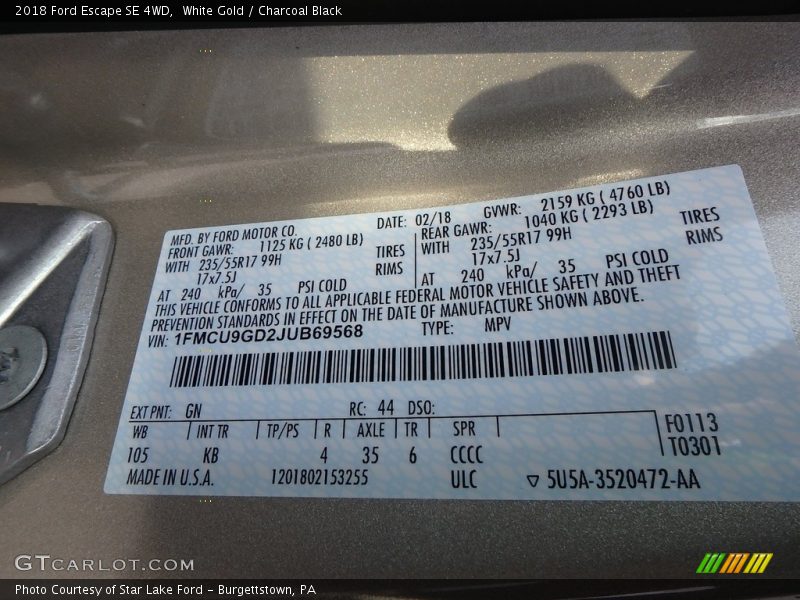 2018 Ford Escape SE 4WD,  White Gold / Charcoal Black
MFD. BY FORD MOTOR CO. DATE: 02/18 GVWR: 2159 KG ( 4760 LB)
FRONT GAWR: 1125 KG ( 2480 LB) REAR GAWR: 1040 KG ( 2293 LB)
WITH 235/55R17 99H TIRES WITH 235/55R17 99H TIRES
17x7.5J RIMS 17x7.5J RIMS
AT 240 kPa/ 35 PSI COLD AT 240 kPa/ 35 PSI COLD
THIS VEHICLE CONFORMS TO ALL APPLICABLE FEDERAL MOTOR VEHICLE SAFETY AND THEFT
PREVENTION STANDARDS IN EFFECT ON THE DATE OF MANUFACTURE SHOWN ABOVE.
VIN: 1FMCU9GD2JUB69568 TYPE: MPV
EXT PNT: GN RC: 44 DSO:
WB INT TR TP/PS R AXLE TR SPR F0113
105 KB 4 35 6 CCCC T0301
MADE IN U.S.A. 1201802153255 ULC ▽ 5U5A-3520472-AA
GTCARLOT.COM
Photo Courtesy of Star Lake Ford - Burgettstown, PA